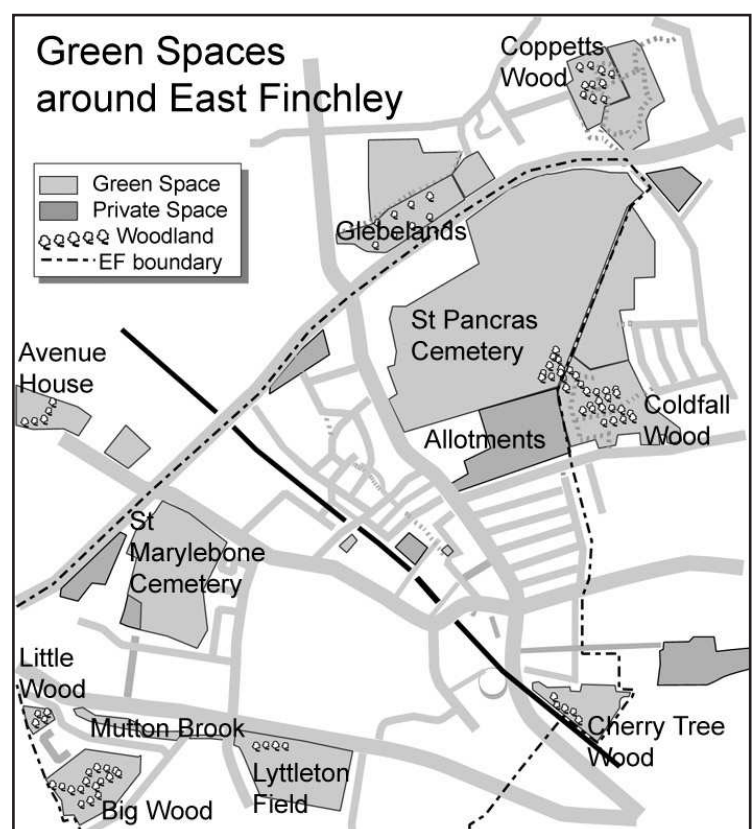 Green Spaces
around East Finchley
Green Space
Private Space
Woodland
EF boundary
Coppetts
Wood
Glebelands
St Pancras
Cemetery
Avenue
House
Allotments
Coldfall
Wood
St
Marylebone
Cemetery
Little
Wood
Mutton Brook
Big Wood
Lyttleton
Field
Cherry Tree
Wood